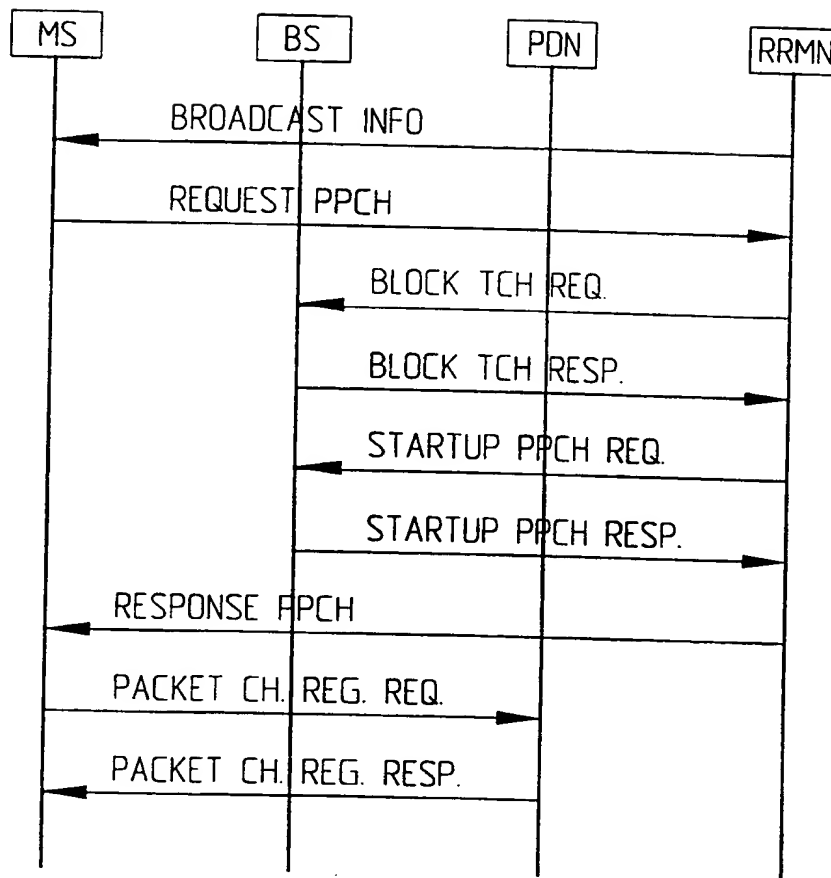 MS
BS
PDN
RRMN
BROADCAST INFO
REQUEST PPCH
BLOCK TCH REQ.
BLOCK TCH RESP.
STARTUP PPCH REQ.
STARTUP PPCH RESP.
RESPONSE PPCH
PACKET CH. REG. REQ.
PACKET CH. REG. RESP.